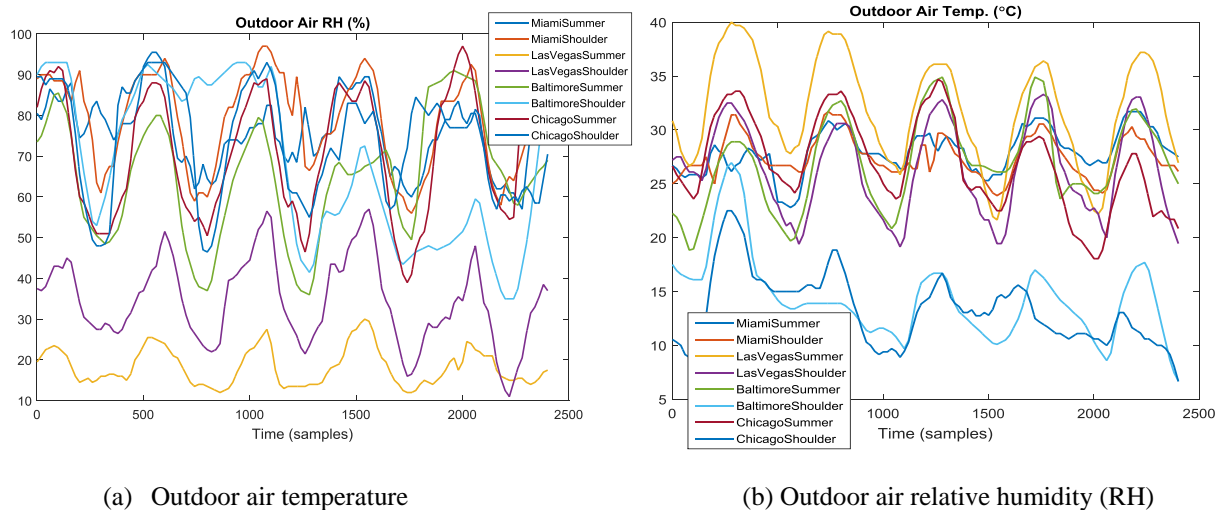 Outdoor Air RH (%)
100
90
80
70
60
50
40
30
20
10
0
500
1000
1500
2000
2500
Time (samples)
MiamiSummer
MiamiShoulder
LasVegasSummer
LasVegasShoulder
BaltimoreSummer
BaltimoreShoulder
ChicagoSummer
ChicagoShoulder
(a) Outdoor air temperature
Outdoor Air Temp. (°C)
40
35
30
25
20
15
10
5
0
1000
1500
2000
2500
Time (samples)
MiamiSummer
MiamiShoulder
LasVegasSummer
LasVegasShoulder
BaltimoreSummer
BaltimoreShoulder
ChicagoSummer
ChicagoShoulder
(b) Outdoor air relative humidity (RH)